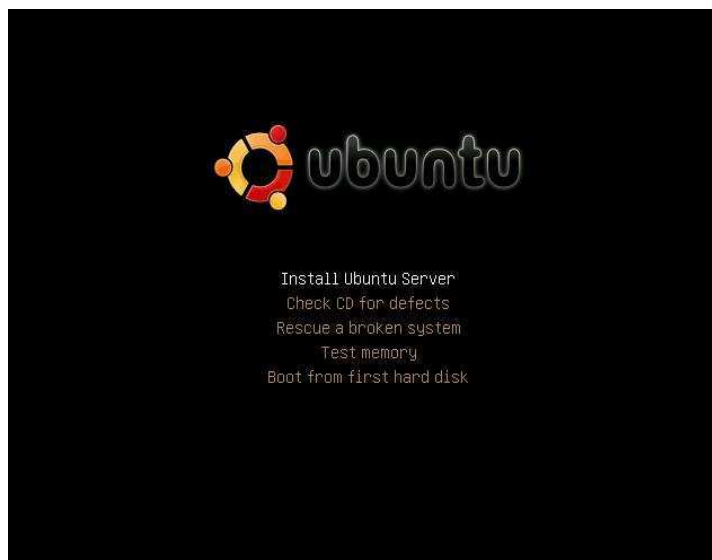 ubuntu
Install Ubuntu Server
Check CD for defects
Rescue a broken system
Test memory
Boot from first hard disk